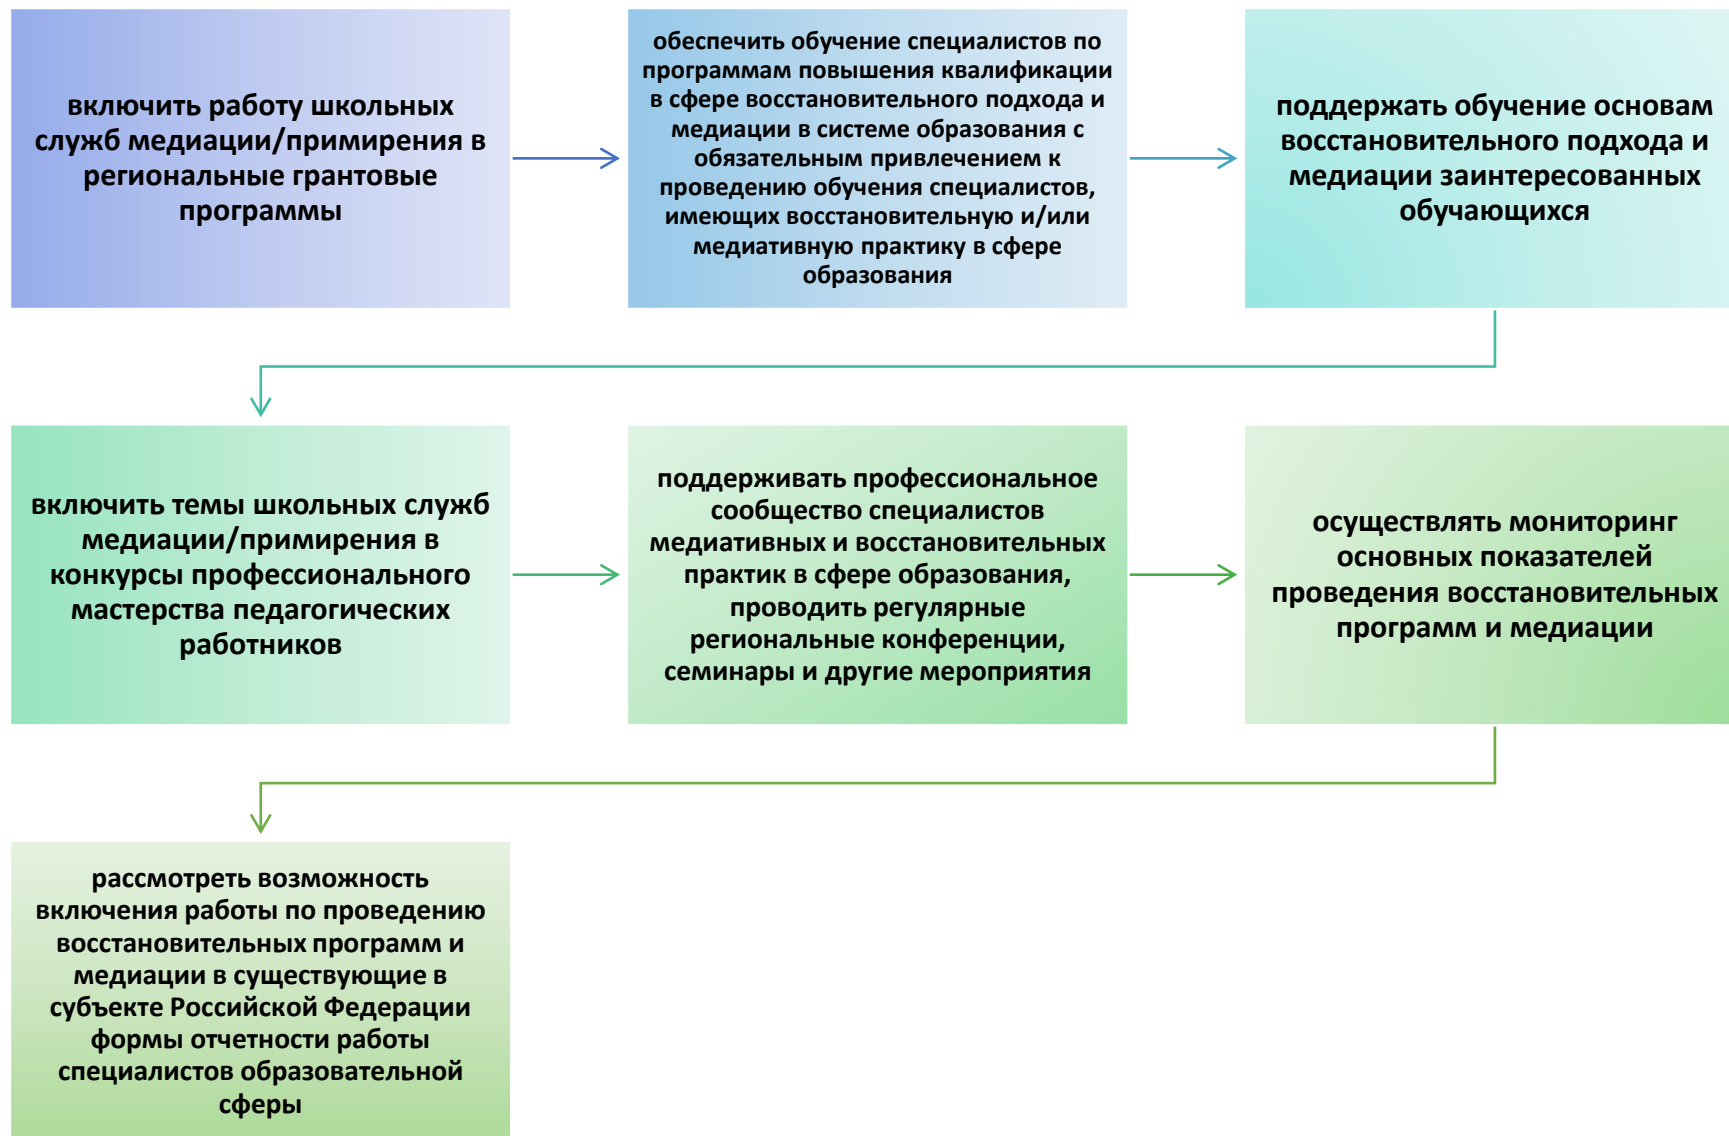 включить работу школьных
служб медиации/примирения в
региональные грантовые
программы
обеспечить обучение специалистов по
программам повышения квалификации
в сфере восстановительного подхода и
медиации в системе образования с
обязательным привлечением к
проведению обучения специалистов,
имеющих восстановительную и/или
медиативную практику в сфере
образования
поддержать обучение основам
восстановительного подхода и
медиации заинтересованных
обучающихся
включить темы школьных служб
медиации/примирения в
конкурсы профессионального
мастерства педагогических
работников
поддерживать профессиональное
сообщество специалистов
медиативных и восстановительных
практик в сфере образования,
проводить регулярные
региональные конференции,
семинары и другие мероприятия
осуществлять мониторинг
основных показателей
проведения восстановительных
программ и медиации
рассмотреть возможность
включения работы по проведению
восстановительных программ и
медиации в существующие в
субъекте Российской Федерации
формы отчетности работы
специалистов образовательной
сферы